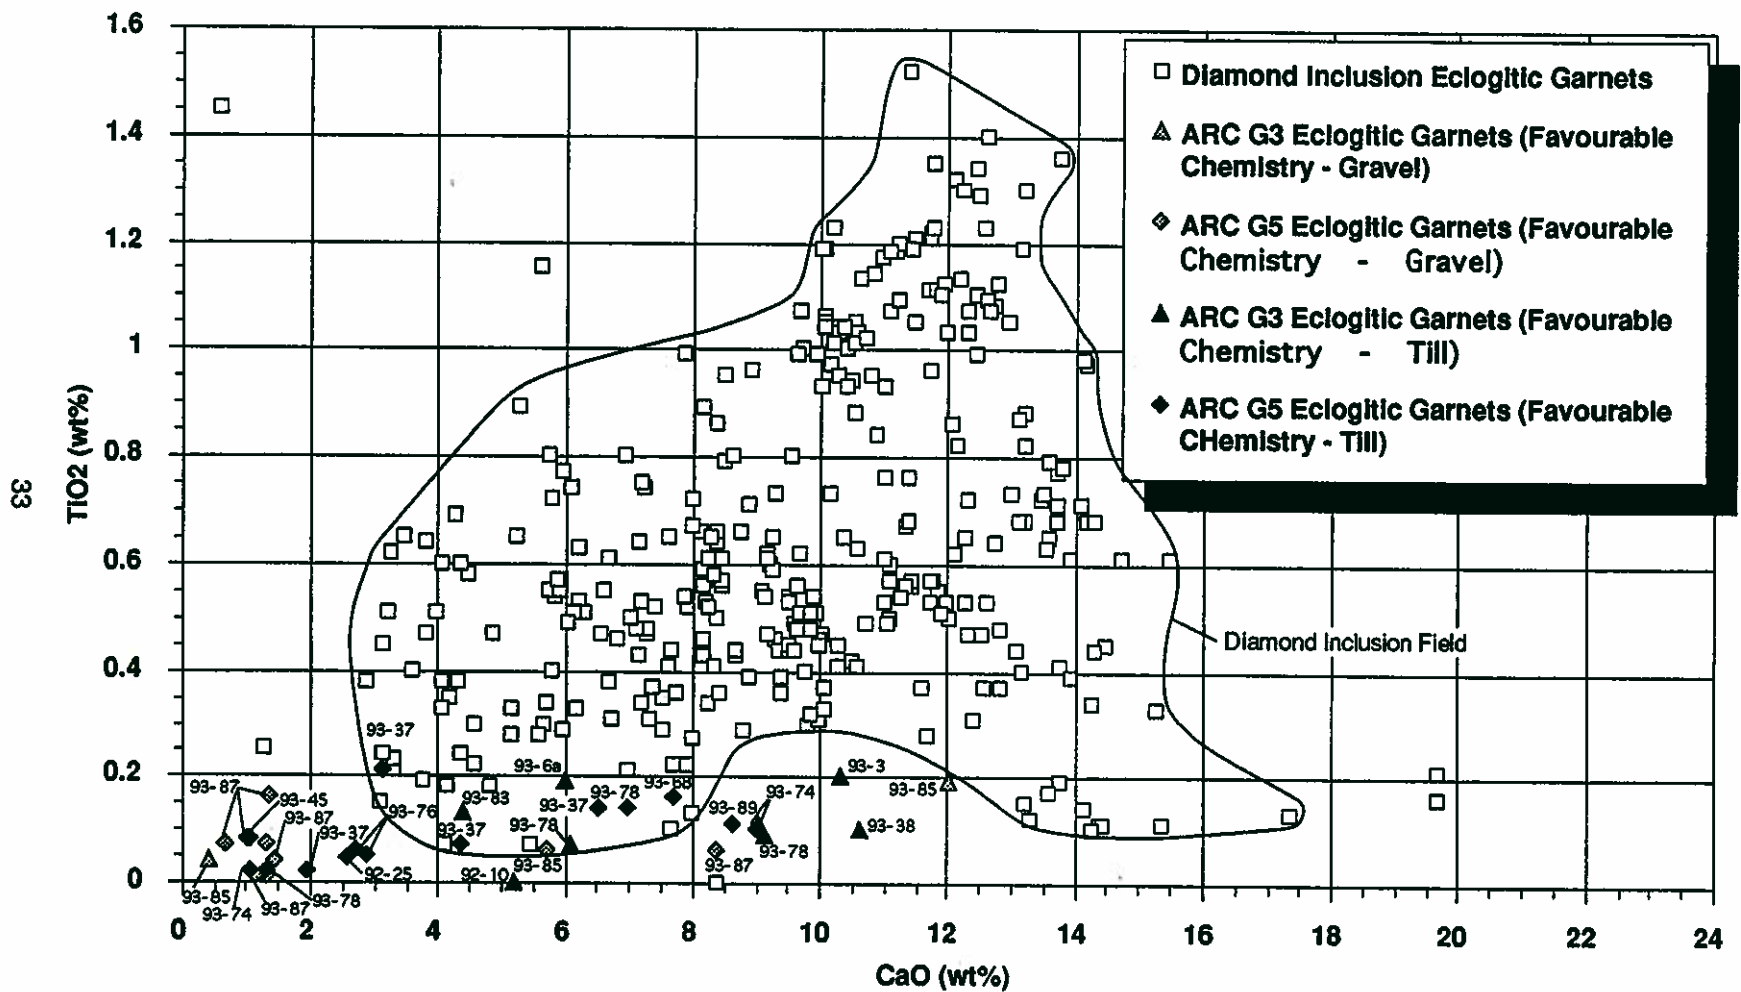 1.6
1.4
1.2
1
0.8
0.6
0.4
0.2
0
TiO2 (wt%)
33
Diamond Inclusion Eclogitic Garnets
ARC G3 Eclogitic Garnets (Favourable
Chemistry - Gravel)
ARC G5 Eclogitic Garnets (Favourable
Chemistry - Gravel)
ARC G3 Eclogitic Garnets (Favourable
Chemistry - Till)
ARC G5 Eclogitic Garnets (Favourable
CHemistry - Till)
Diamond Inclusion Field
93-37
93-6a
93-68
93-3
93-87
93-45
93-83
93-37
93-78
93-85
93-74
93-87
93-76
93-89
93-37
93-37
93-78
93-38
93-78
93-85
92-25
92-10
93-87
93-85
93-74
93-87
93-78
0 2 4 6 8 10 12 14 16 18 20 22 24
CaO (wt%)